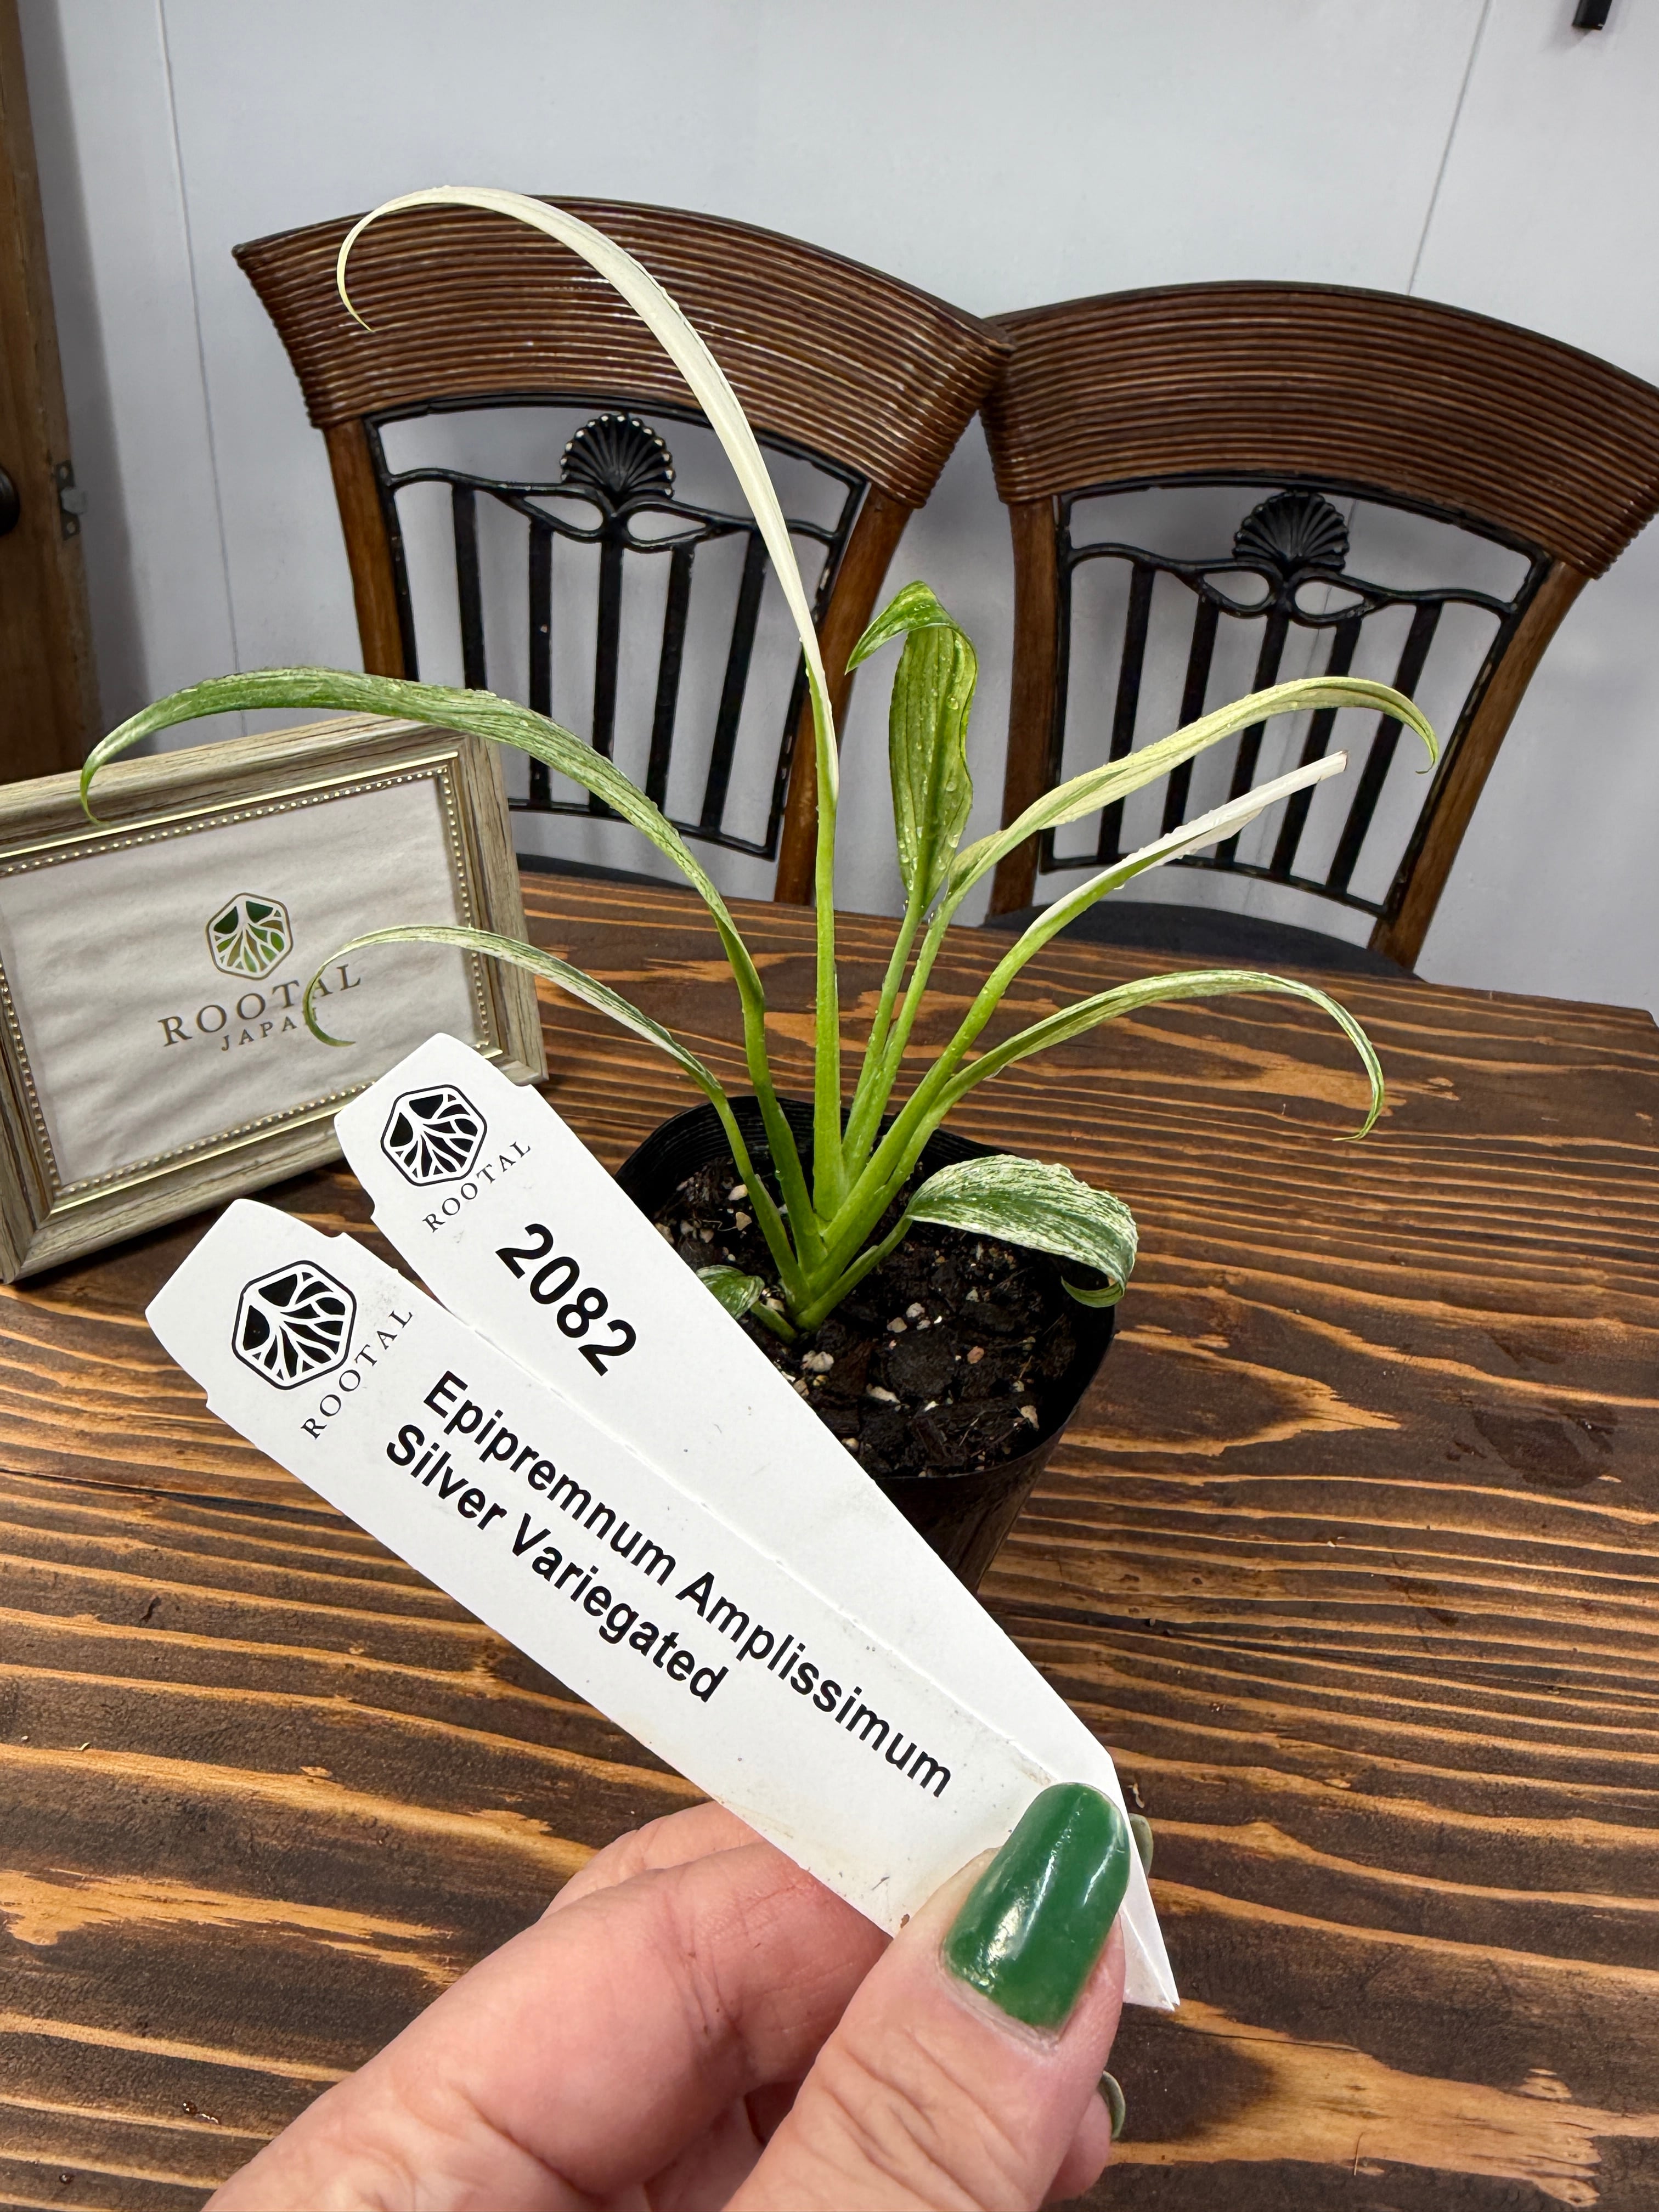 ROOTAL
JAPAN
ROOTAL
2082
ROOTAL
Epipremnum Amplissimum
Silver Variegated